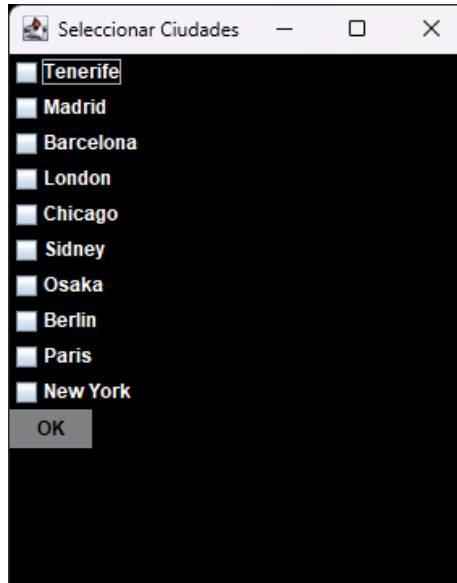 Seleccionar Ciudades
Tenerife
Madrid
Barcelona
London
Chicago
Sidney
Osaka
Berlin
Paris
New York
OK